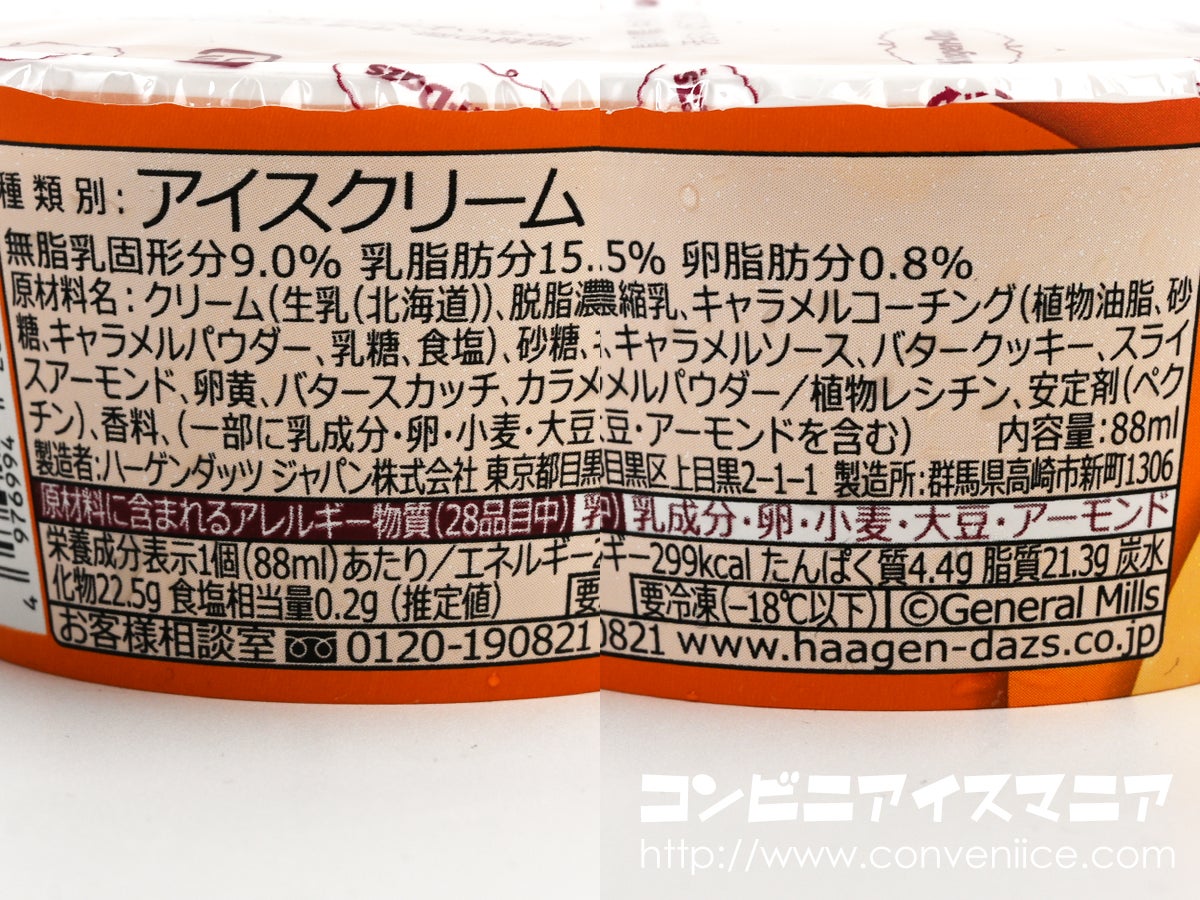 種類別:アイスクリーム
無脂乳固形分9.0% 乳脂肪分15.5% 卵脂肪分0.8%
原材料名:クリーム(生乳(北海道))、脱脂濃縮乳、キャラメルコーチング(植物油脂、砂
糖、キャラメルパウダー、乳糖、食塩)、砂糖、キャラメルソース、バタークッキー、スライ
スアーモンド、卵黄、バタースカッチ、カラメルパウダー/植物レシチン、安定剤(ペク
チン)、香料、(一部に乳成分・卵・小麦・大豆・アーモンドを含む) 内容量:88ml
製造者:ハーゲンダッツ ジャパン株式会社 東京都目黒区上目黒2-1-1 製造所:群馬県高崎市新町1306
原材料に含まれるアレルギー物質(28品目中) 乳成分・卵・小麦・大豆・アーモンド
栄養成分表示1個(88ml)あたり/エネルギー299kcal たんぱく質4.4g 脂質21.3g 炭水
化物22.5g 食塩相当量0.2g (推定値) 要冷凍(-18℃以下) ©General Mills
お客様相談室 0120-190821 www.haagen-dazs.co.jp
4 976994
コンビニアイスマニア
http://www.conveniice.com